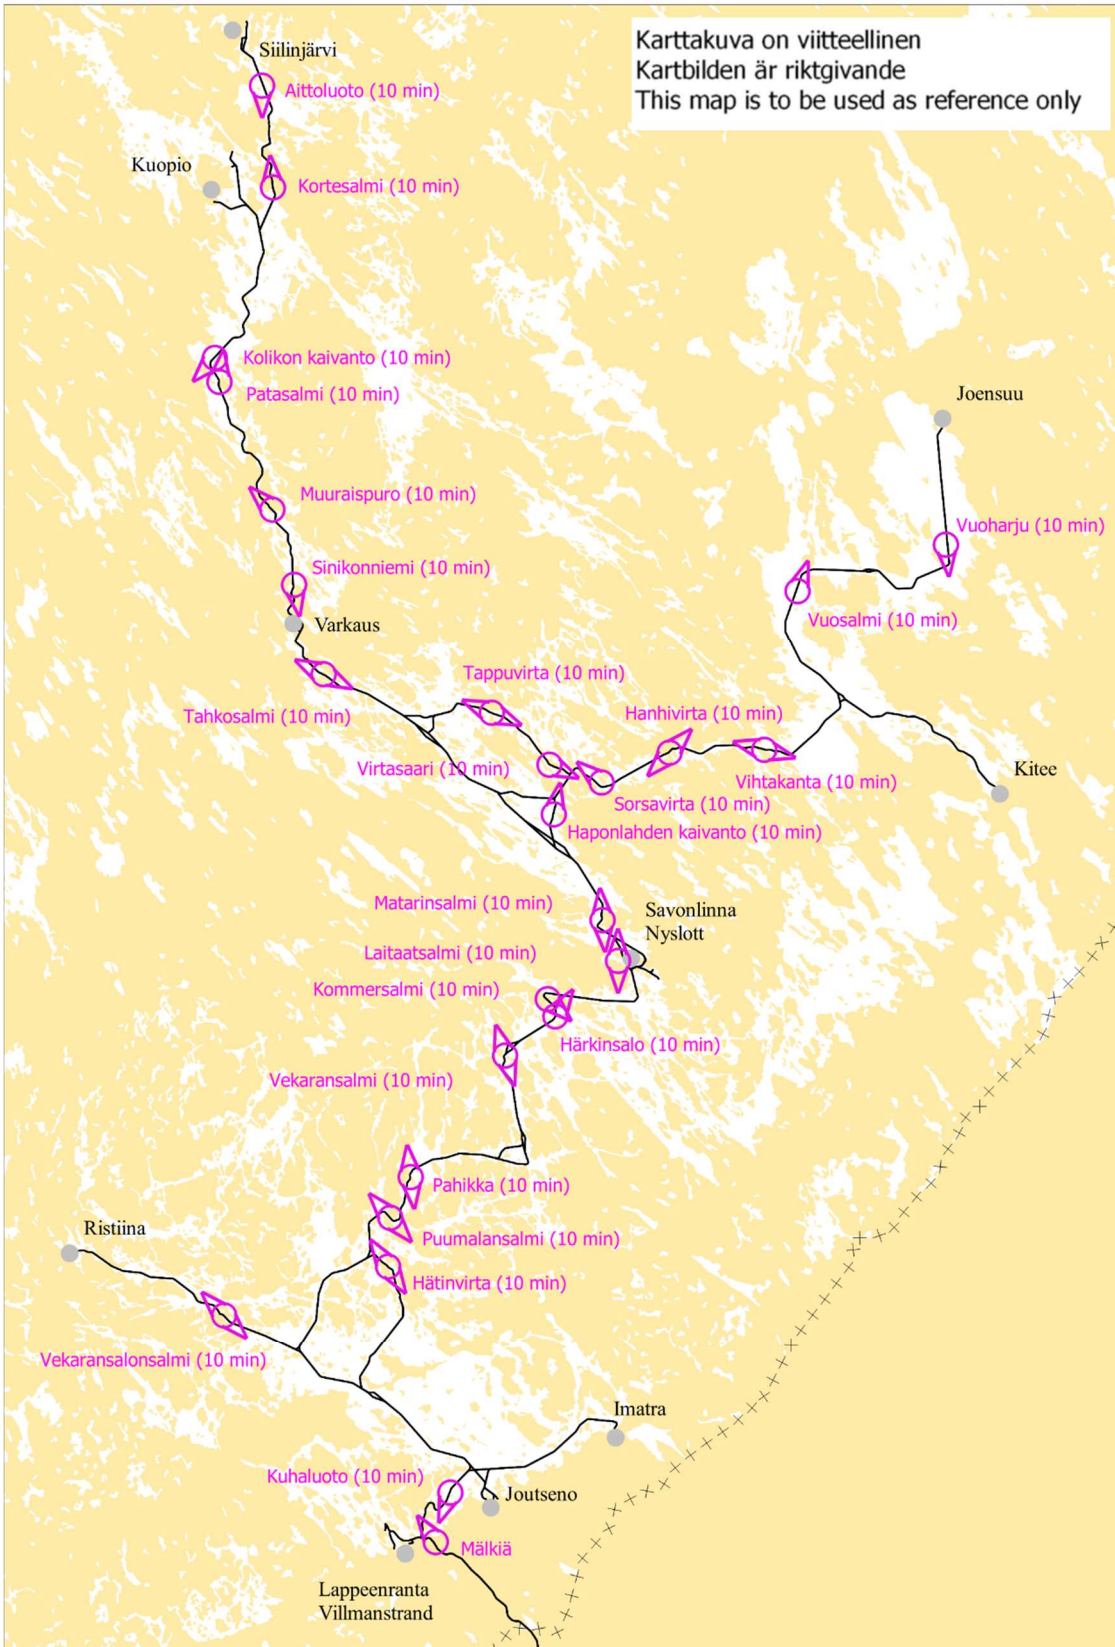 Karttakuva on viitteellinen
Kartbilden är riktgivande
This map is to be used as reference only
Siilinjärvi
Aittoluoto (10 min)
Kuopio
Kortesalmi (10 min)
Kolikon kaivanto (10 min)
Patasalmi (10 min)
Joensuu
Muuraispuro (10 min)
Vuoharju (10 min)
Sinikonniemi (10 min)
Vuosalmi (10 min)
Varkaus
Tappuvirta (10 min)
Tahkosalmi (10 min)
Hanhivirta (10 min)
Virtasaari (10 min)
Vihtakanta (10 min)
Kitee
Sorsavirta (10 min)
Haponlahden kaivanto (10 min)
Matarinsalmi (10 min)
Savonlinna
Nyslott
Laitaatsalmi (10 min)
Kommersalmi (10 min)
Härkinsalo (10 min)
Vekaransalmi (10 min)
Pahikka (10 min)
Ristiina
Puumalansalmi (10 min)
Hätinvirta (10 min)
Vekaransalonsalmi (10 min)
Imatra
Kuhaluoto (10 min)
Joutseno
Mälkiä
Lappeenranta
Villmanstrand